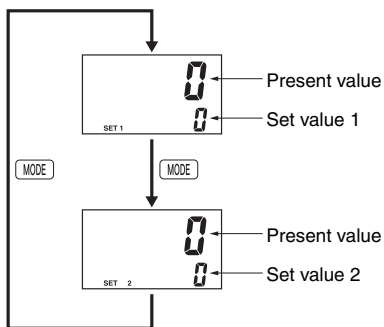 0
Present value
0
Set value 1
SET 1
MODE
MODE
0
Present value
0
Set value 2
SET 2